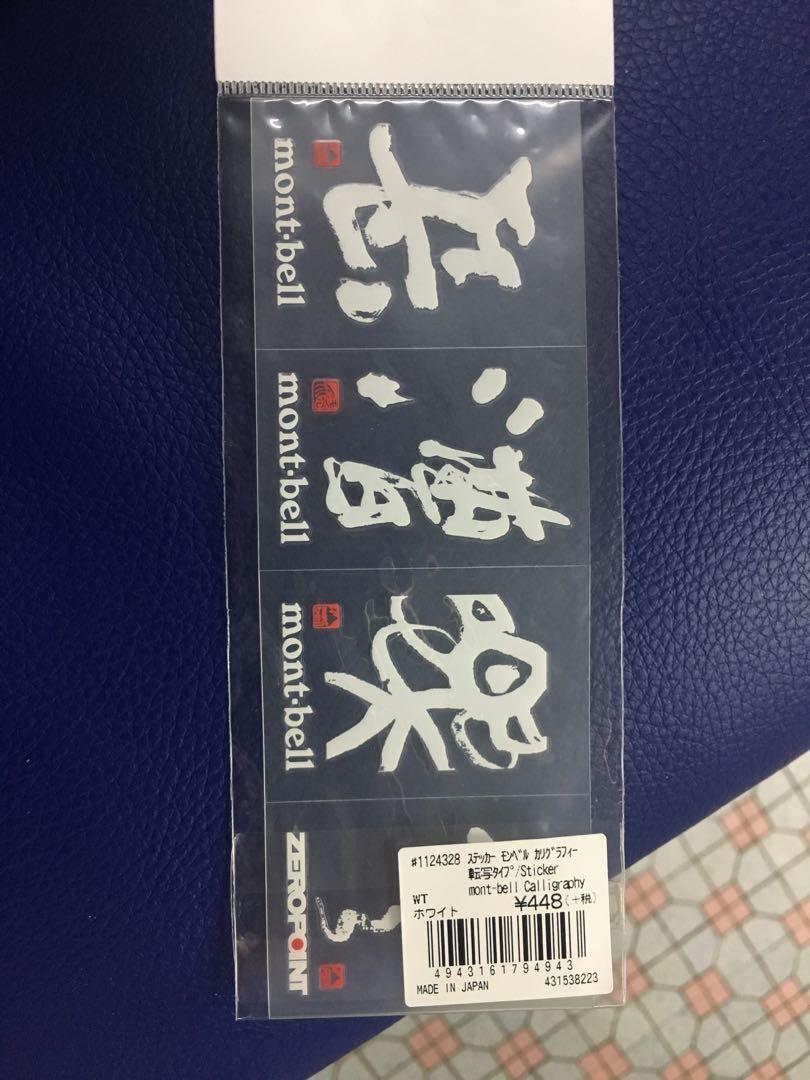 岳
mont·bell
漕
mont·bell
樂
mont·bell
ZEROPOINT
#1124328 ステッカー モンベル カリグラフィー
転写タイプ/Sticker
mont-bell Calligraphy
WT
ホワイト
¥448(+税)
4943161794943
MADE IN JAPAN
431538223